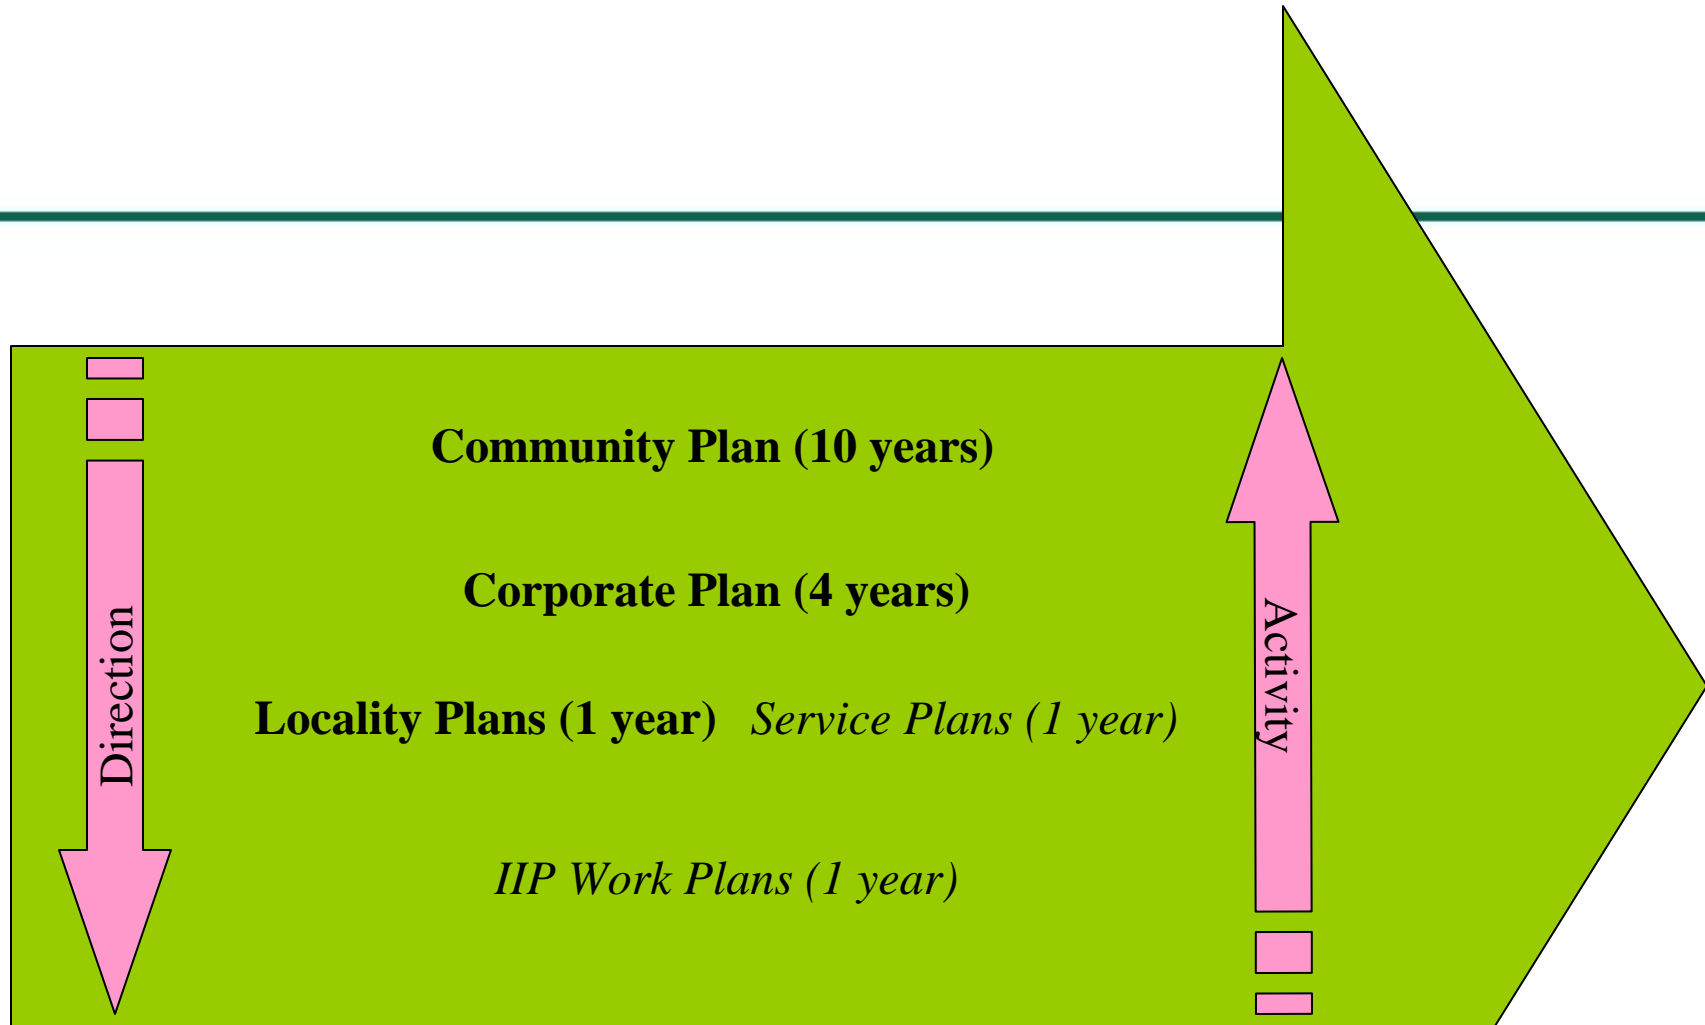 Community Plan (10 years)
Corporate Plan (4 years)
Direction
Activity
Locality Plans (1 year) Service Plans (1 year)
IIP Work Plans (1 year)